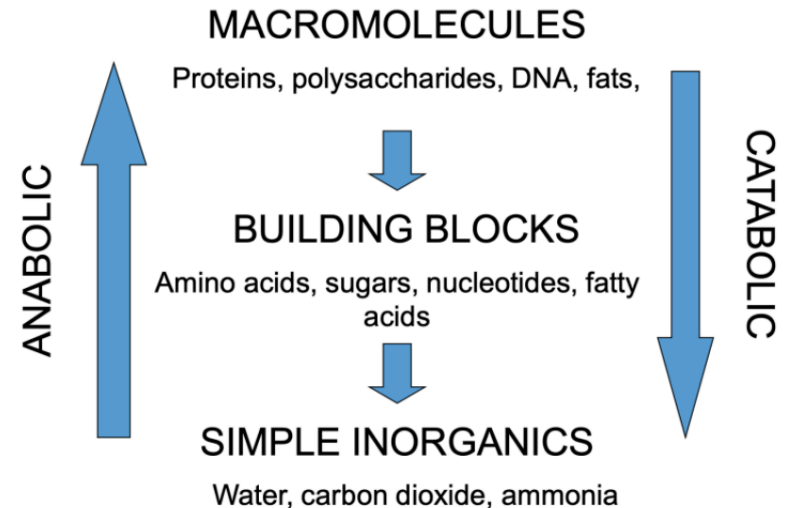 MACROMOLECULES
Proteins, polysaccharides, DNA, fats,
ANABOLIC
CATABOLIC
BUILDING BLOCKS
Amino acids, sugars, nucleotides, fatty
acids
SIMPLE INORGANICS
Water, carbon dioxide, ammonia